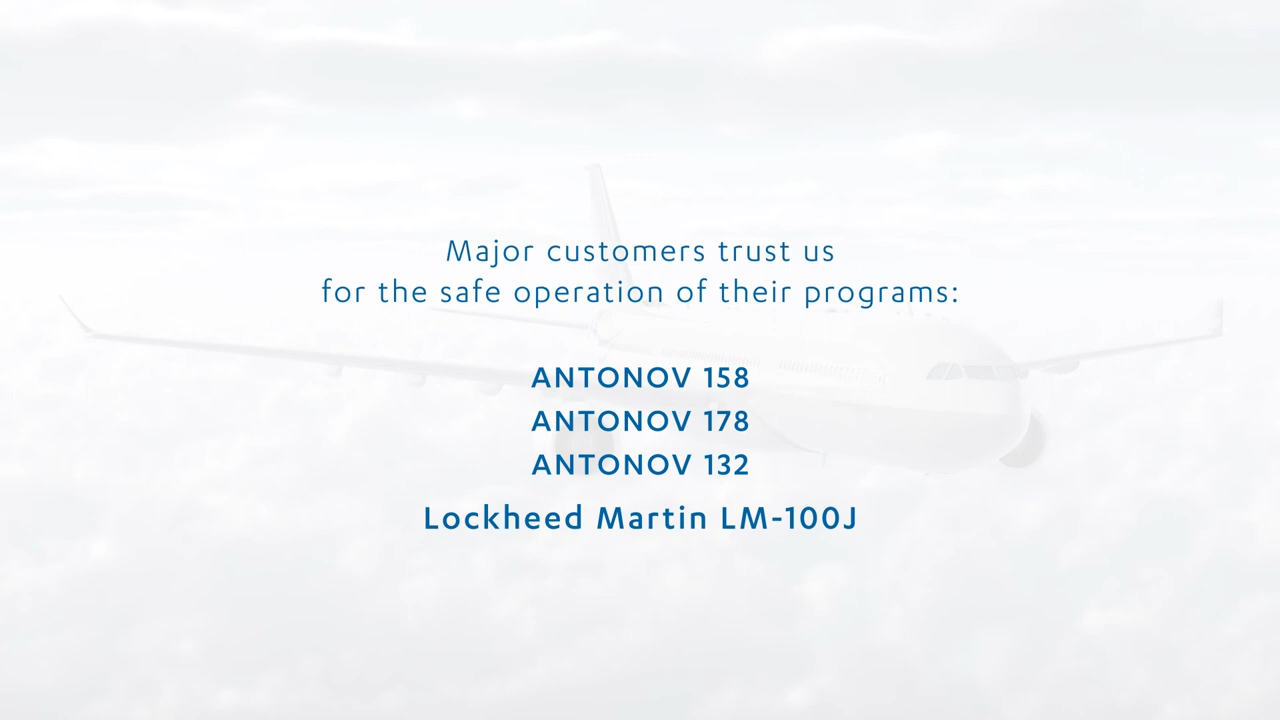 Major customers trust us
for the safe operation of their programs:
ANTONOV 158
ANTONOV 178
ANTONOV 132
Lockheed Martin LM-100J